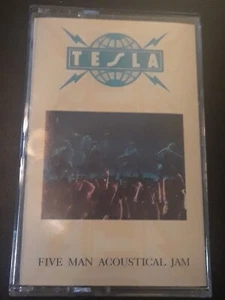 TESLA
FIVE MAN ACOUSTICAL JAM